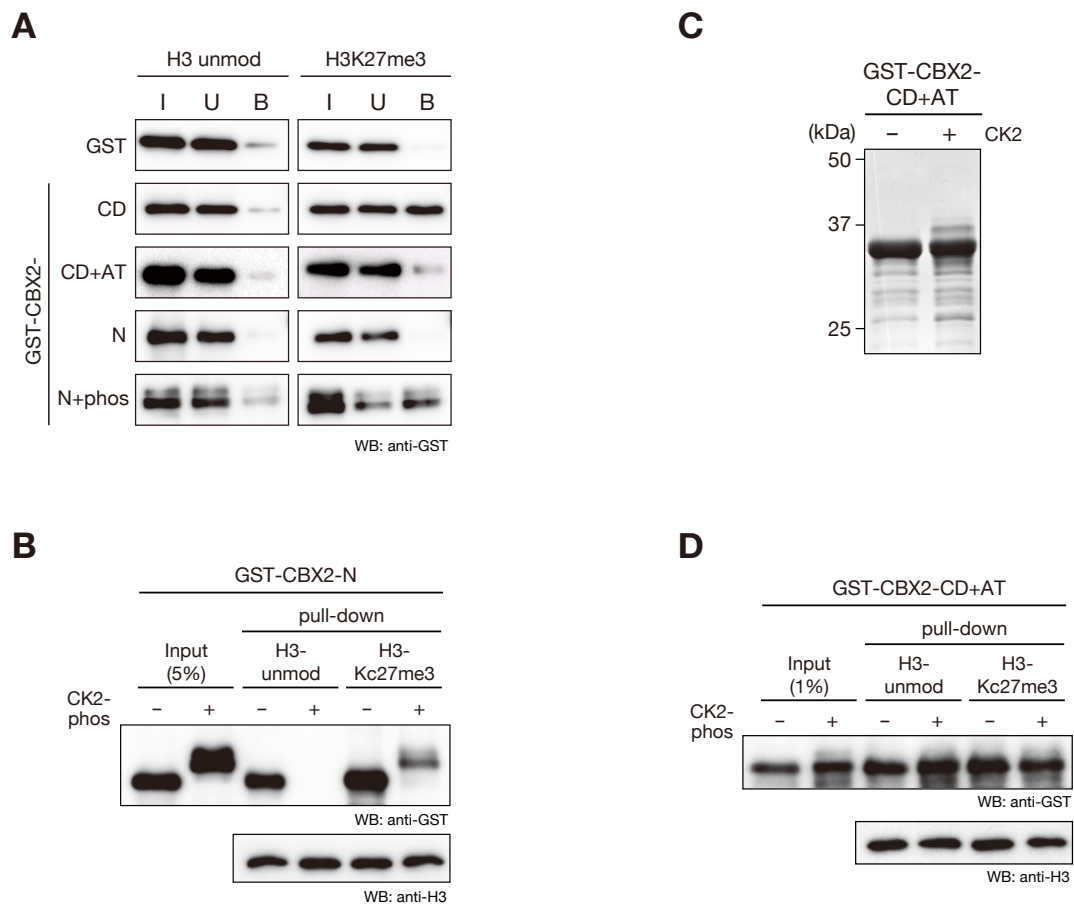 A
H3 unmod H3K27me3
I U B I U B
GST
GST-CBX2-
CD
CD+AT
N
N+phos
WB: anti-GST
B
GST-CBX2-N
pull-down
Input
(5%)
H3-
unmod
H3-
Kc27me3
CK2-
phos
− + − + − +
WB: anti-GST
WB: anti-H3
C
GST-CBX2-
CD+AT
(kDa) − + CK2
50
37
25
D
GST-CBX2-CD+AT
pull-down
Input
(1%)
H3-
unmod
H3-
Kc27me3
CK2-
phos
− + − + − +
WB: anti-GST
WB: anti-H3